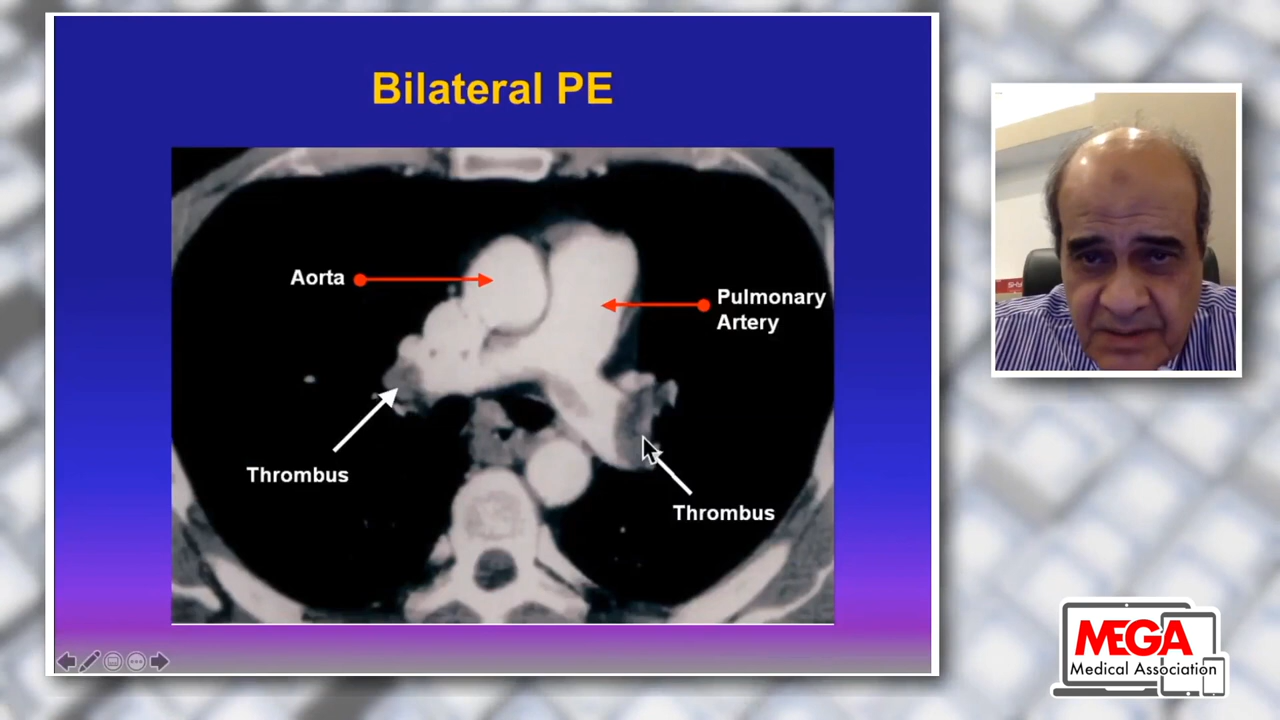 Bilateral PE
Aorta
Pulmonary
Artery
Thrombus
Thrombus
MEGA
Medical Association